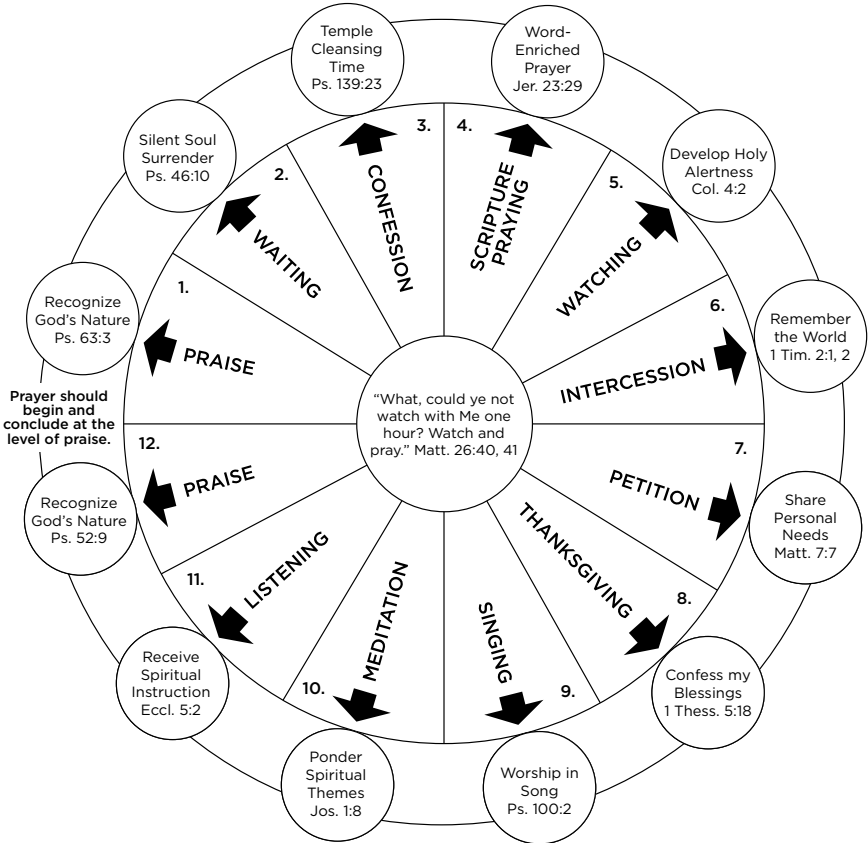 “What, could ye not
watch with Me one
hour? Watch and
pray.” Matt. 26:40, 41
Prayer should
begin and
conclude at the
level of praise.
1.
PRAISE
Recognize
God’s Nature
Ps. 63:3
2.
WAITING
Silent Soul
Surrender
Ps. 46:10
3.
CONFESSION
Temple
Cleansing
Time
Ps. 139:23
4.
SCRIPTURE
PRAYING
Word-
Enriched
Prayer
Jer. 23:29
5.
WATCHING
Develop Holy
Alertness
Col. 4:2
6.
INTERCESSION
Remember
the World
1 Tim. 2:1, 2
7.
PETITION
Share
Personal
Needs
Matt. 7:7
8.
THANKSGIVING
Confess my
Blessings
1 Thess. 5:18
9.
SINGING
Worship in
Song
Ps. 100:2
10.
MEDITATION
Ponder
Spiritual
Themes
Jos. 1:8
11.
LISTENING
Receive
Spiritual
Instruction
Eccl. 5:2
12.
PRAISE
Recognize
God’s Nature
Ps. 52:9